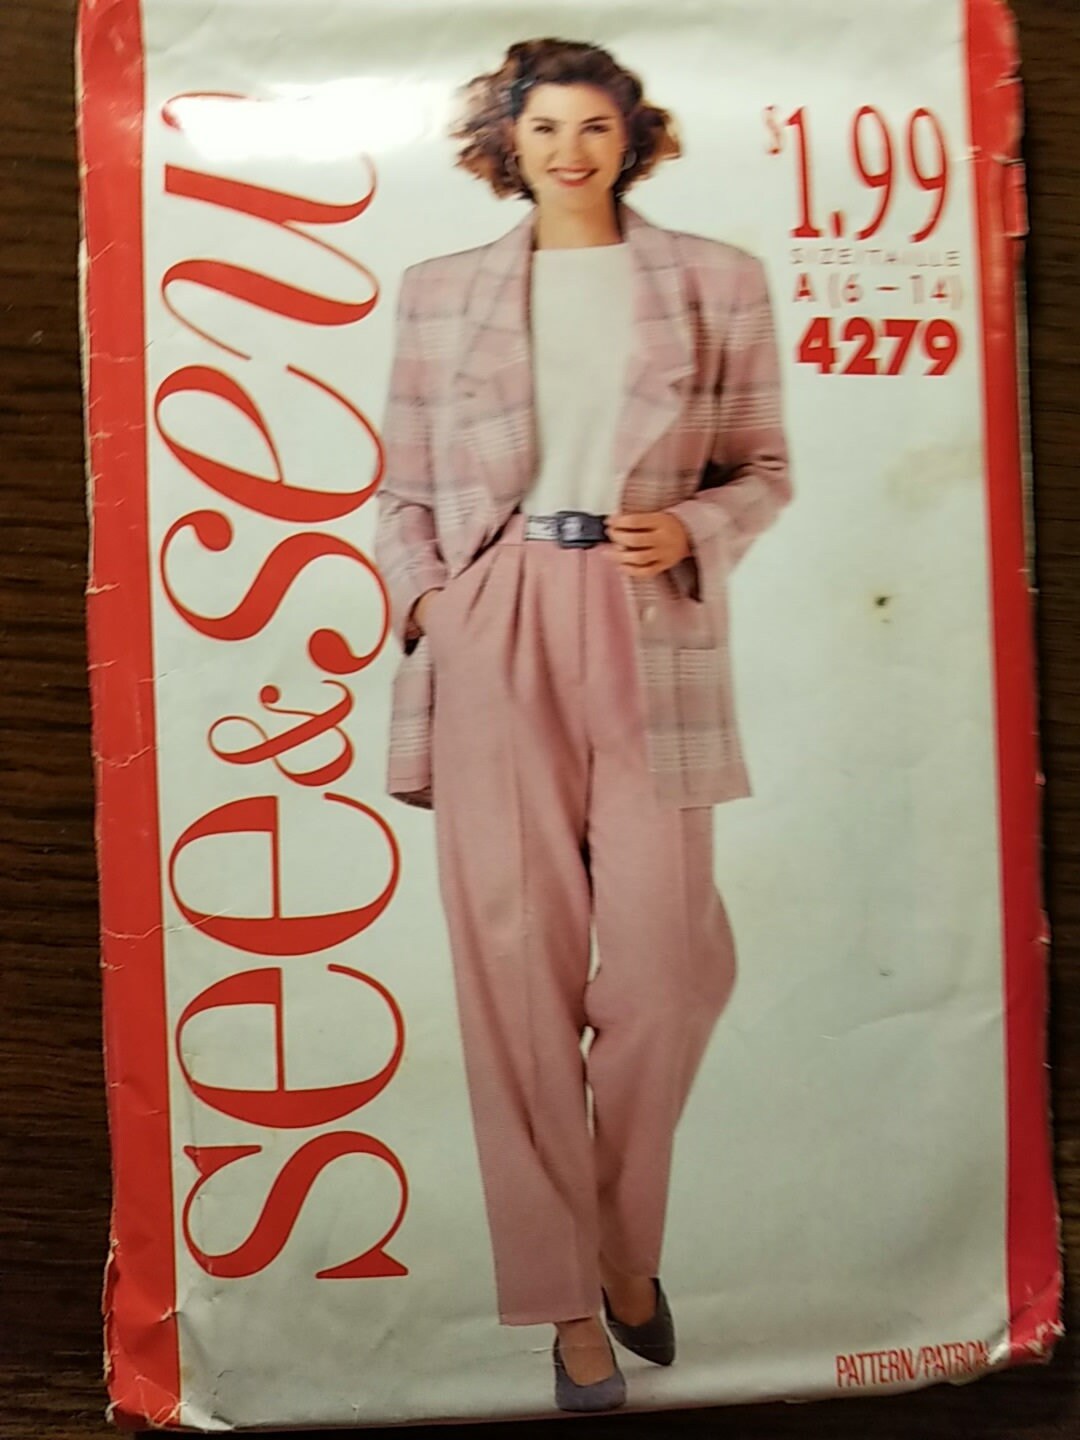 see & sew
$1.99
SIZE/TAILLE
A (6 – 14)
4279
PATTERN/PATRON